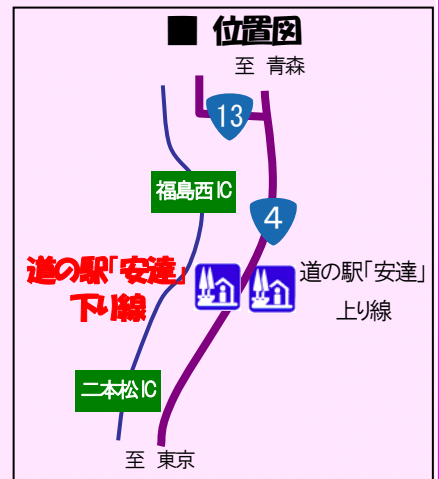 ■ 位置図
至 青森
13
福島西IC
4
道の駅「安達」
下り線
道の駅「安達」
上り線
二本松IC
至 東京